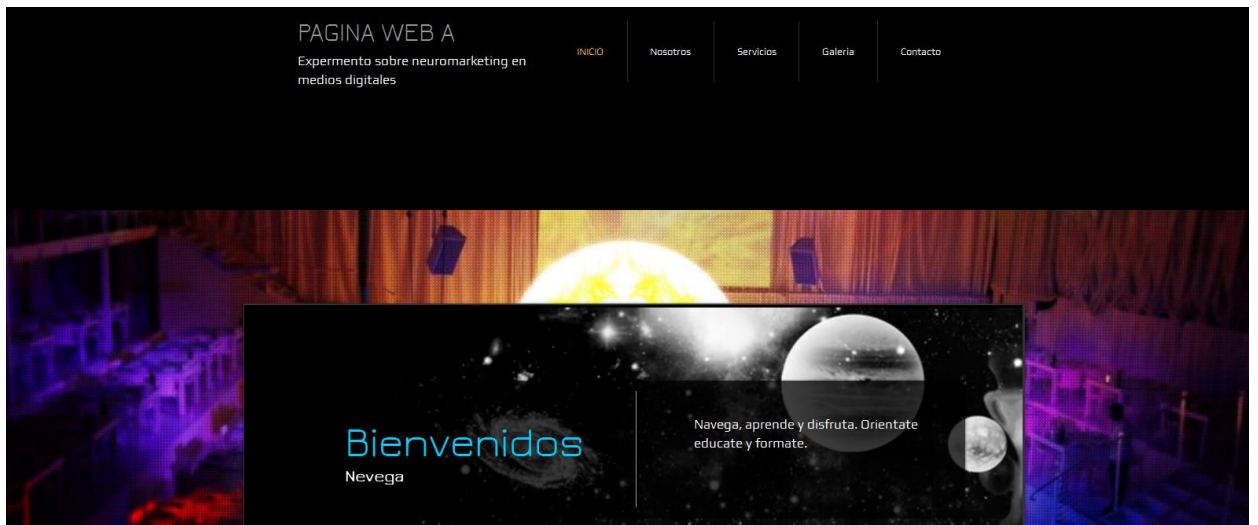 PAGINA WEB A
Expermento sobre neuromarketing en
medios digitales
INICIO
Nosotros
Servicios
Galeria
Contacto
Bienvenidos
Nevega
Navega, aprende y disfruta. Orientate
educate y formate.